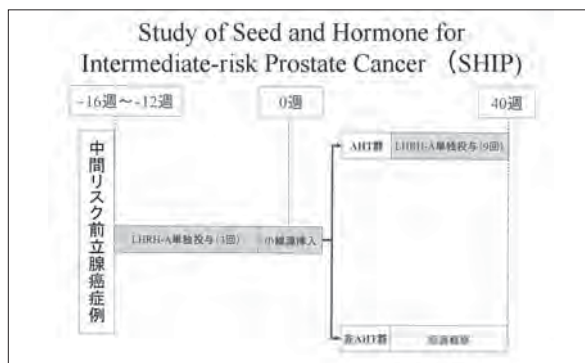 Study of Seed and Hormone for
Intermediate-risk Prostate Cancer （SHIP)
-16週～-12週
0週
40週
中間リスク前立腺癌症例
LHRH-A単独投与(3回)
小線源挿入
AHT群
LHRH-A単独投与(9回)
非AHT群
経過観察